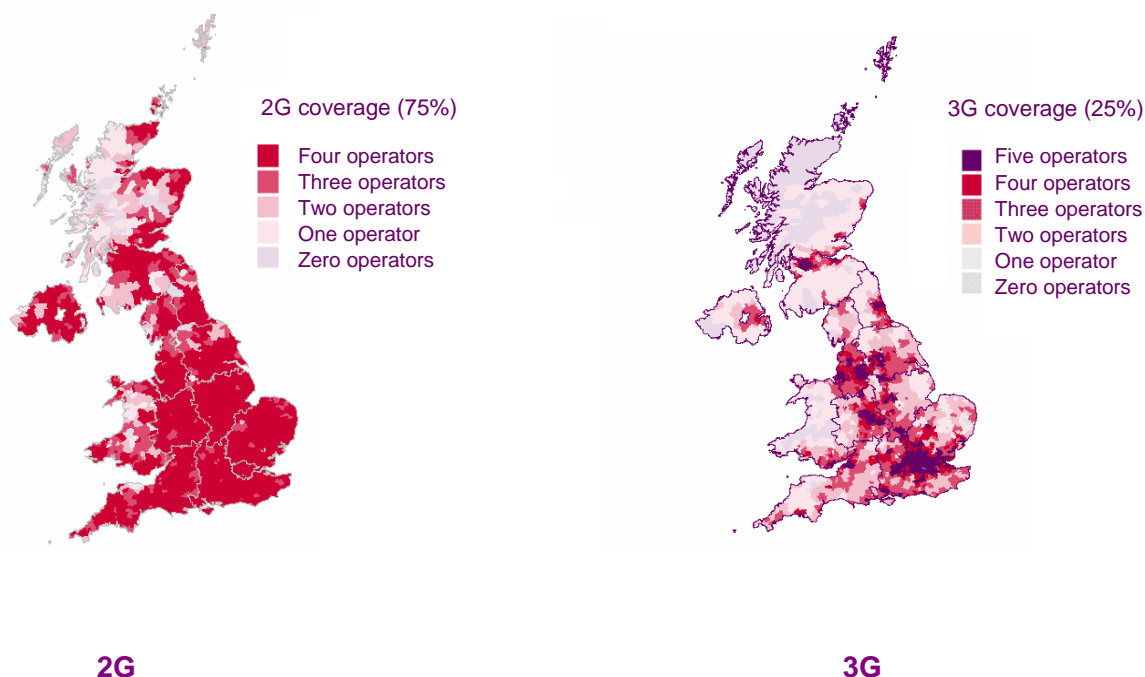 2G coverage (75%)
Four operators
Three operators
Two operators
One operator
Zero operators
3G coverage (25%)
Five operators
Four operators
Three operators
Two operators
One operator
Zero operators
2G
3G